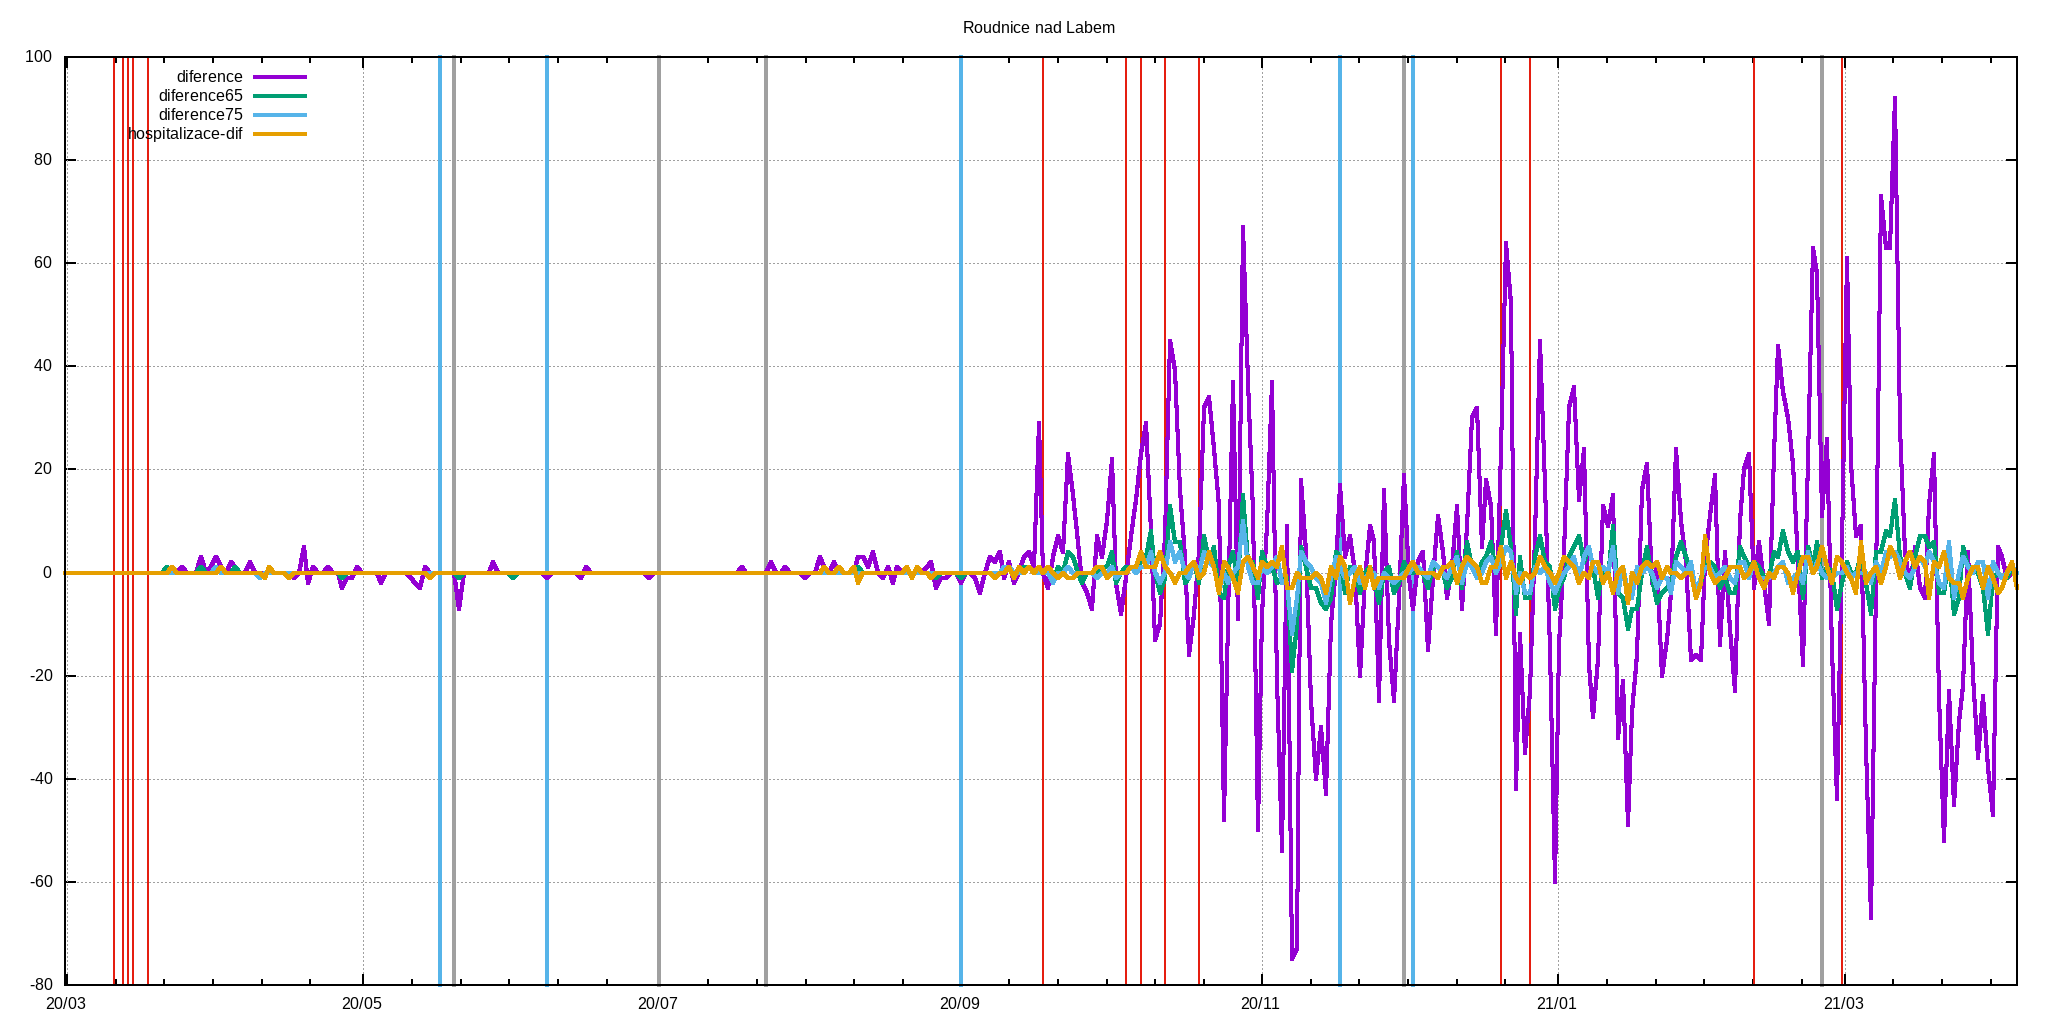 Roudnice nad Labem
100
80
60
40
20
0
-20
-40
-60
-80
diference
diference65
diference75
hospitalizace-dif
20/03 20/05 20/07 20/09 20/11 21/01 21/03